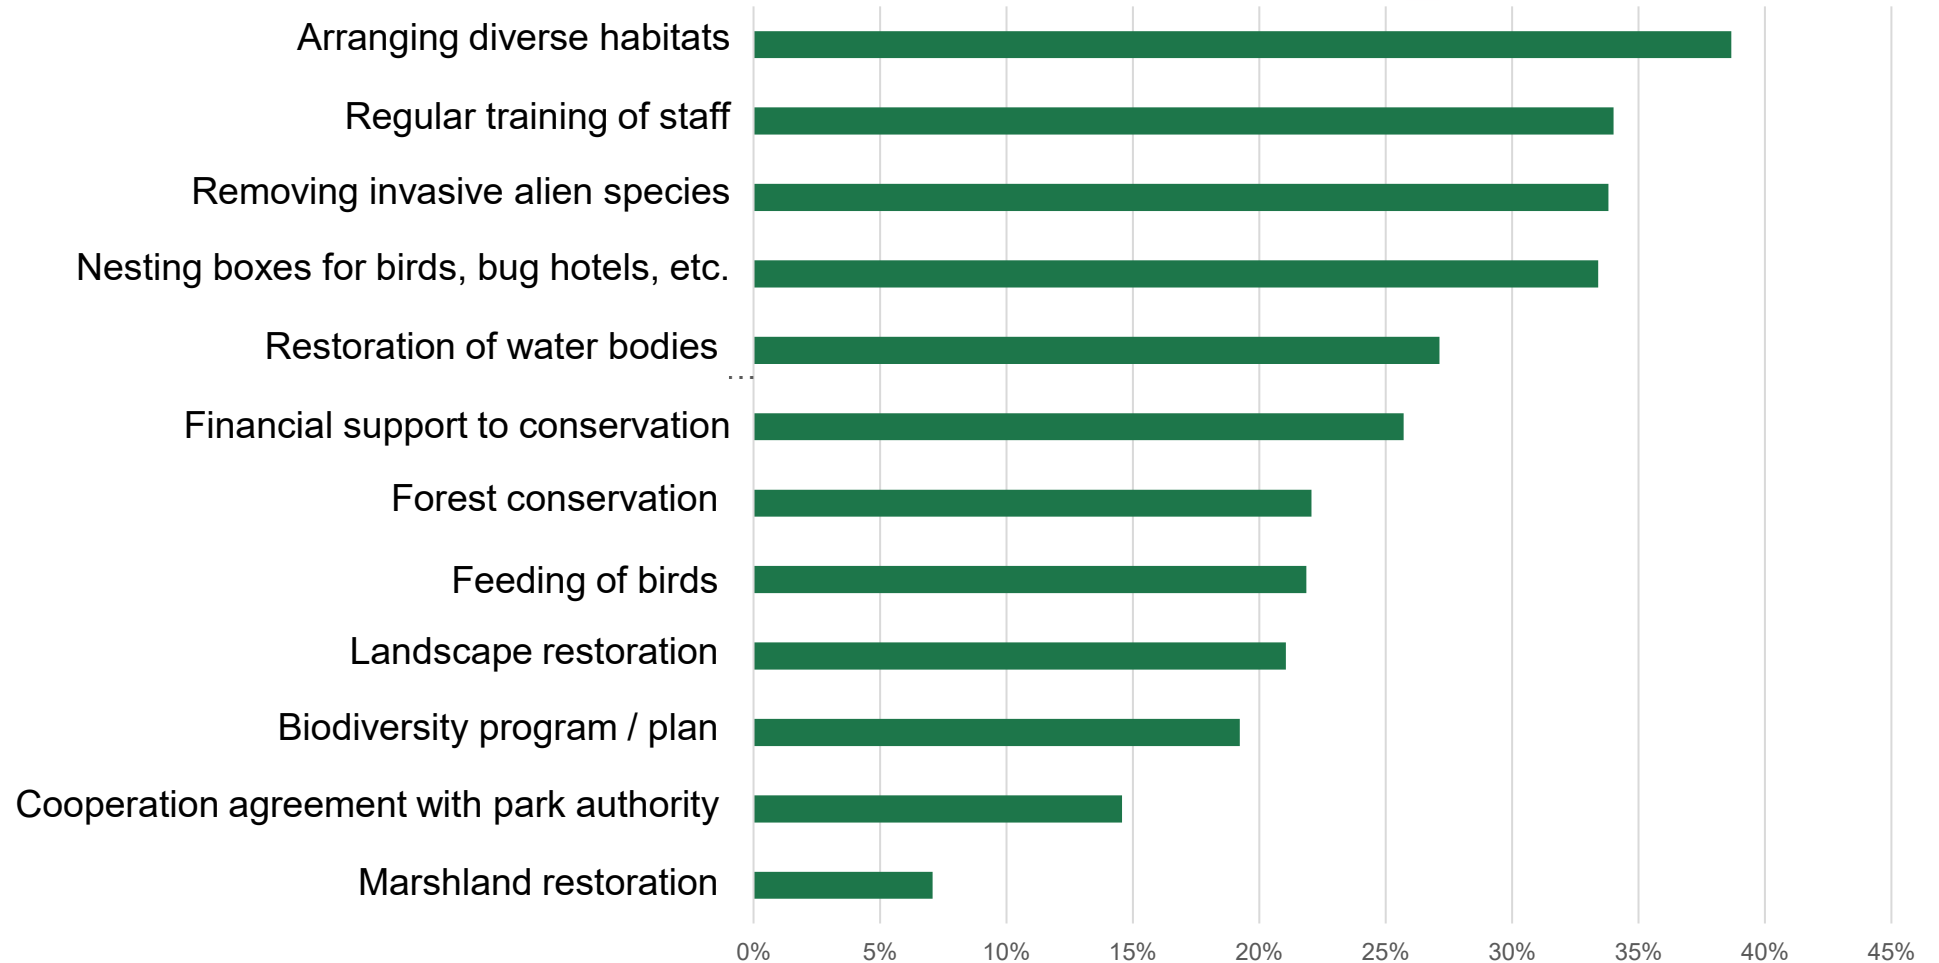 Arranging diverse habitats
Regular training of staff
Removing invasive alien species
Nesting boxes for birds, bug hotels, etc.
Restoration of water bodies
...
Financial support to conservation
Forest conservation
Feeding of birds
Landscape restoration
Biodiversity program / plan
Cooperation agreement with park authority
Marshland restoration
0% 5% 10% 15% 20% 25% 30% 35% 40% 45%